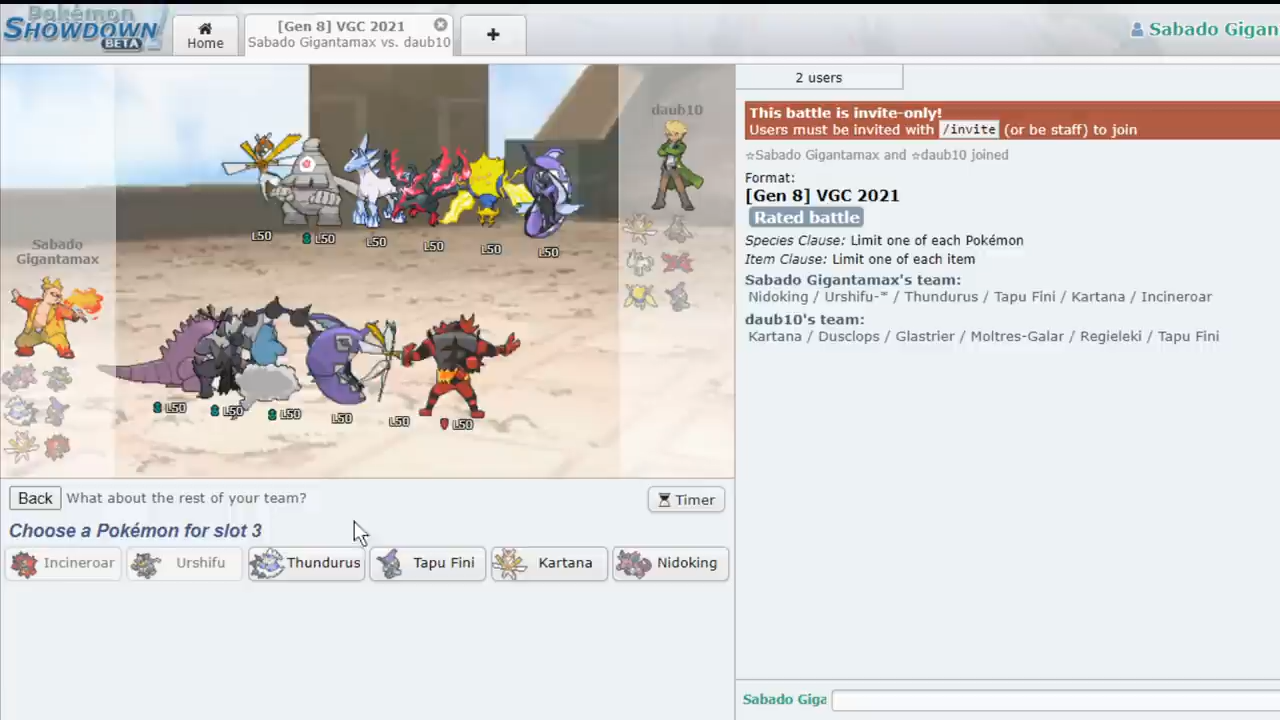 Pokémon
SHOWDOWN
BETA
Home
[Gen 8] VGC 2021
Sabado Gigantamax vs. daub10
+
Sabado Gigan
2 users
daub10
Sabado
Gigantamax
L50
L50
L50
L50
L50
L50
L50
L50
L50
L50
L50
L50
This battle is invite-only!
Users must be invited with /invite (or be staff) to join
☆Sabado Gigantamax and ☆daub10 joined
Format:
[Gen 8] VGC 2021
Rated battle
Species Clause: Limit one of each Pokémon
Item Clause: Limit one of each item
Sabado Gigantamax's team:
Nidoking / Urshifu-* / Thundurus / Tapu Fini / Kartana / Incineroar
daub10's team:
Kartana / Dusclops / Glastrier / Moltres-Galar / Regieleki / Tapu Fini
Back What about the rest of your team? Timer
Choose a Pokémon for slot 3
Incineroar Urshifu Thundurus Tapu Fini Kartana Nidoking
Sabado Giga